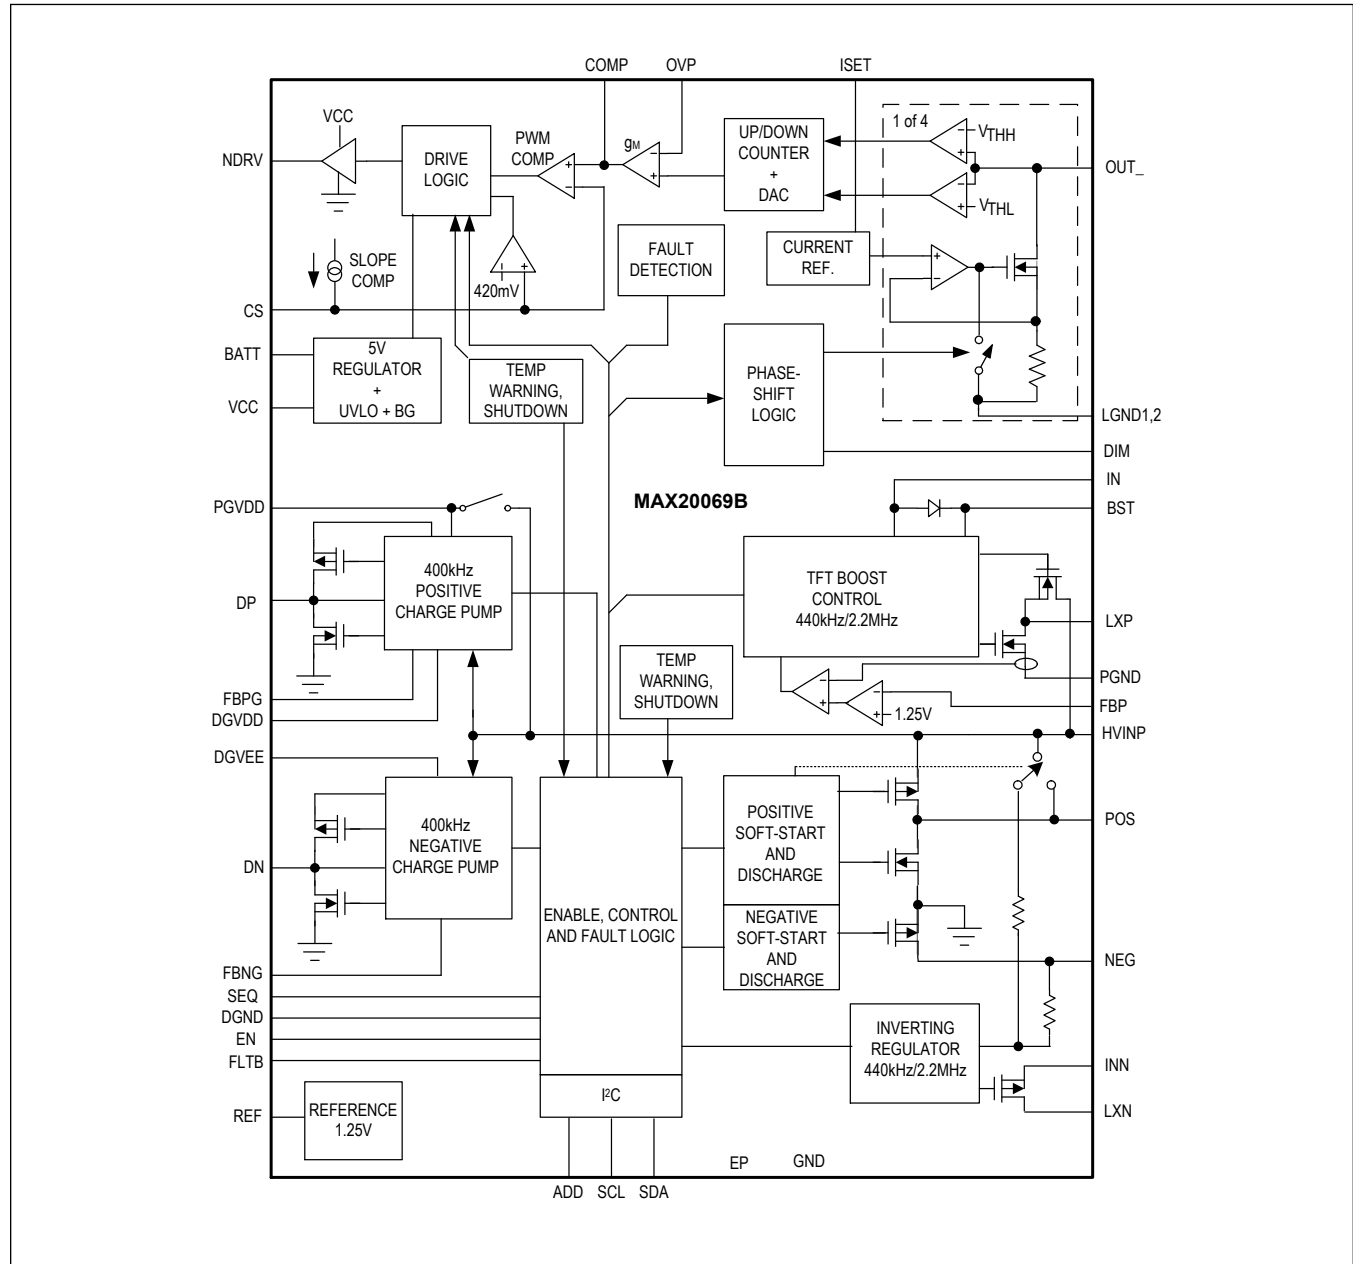 COMP OVP ISET
VCC
NDRV
DRIVE
LOGIC
PWM
COMP
+
−
gM
−
+
UP/DOWN
COUNTER
+
DAC
1 of 4
−
+
VTHH
−
+
VTHL
OUT_
SLOPE
COMP
420mV
−
+
FAULT
DETECTION
CURRENT
REF.
+
−
CS
BATT
VCC
5V
REGULATOR
+
UVLO + BG
TEMP
WARNING,
SHUTDOWN
PHASE-
SHIFT
LOGIC
LGND1,2
DIM
MAX20069B
IN
BST
PGVDD
DP
400kHz
POSITIVE
CHARGE PUMP
TFT BOOST
CONTROL
440kHz/2.2MHz
LXP
PGND
FBP
HVINP
TEMP
WARNING,
SHUTDOWN
−
+
−
+
1.25V
FBPG
DGVDD
DGVEE
DN
400kHz
NEGATIVE
CHARGE PUMP
ENABLE, CONTROL
AND FAULT LOGIC
POSITIVE
SOFT-START
AND
DISCHARGE
NEGATIVE
SOFT-START
AND
DISCHARGE
POS
NEG
FBNG
SEQ
DGND
EN
FLTB
INVERTING
REGULATOR
440kHz/2.2MHz
INN
LXN
I²C
REF
REFERENCE
1.25V
EP GND
ADD SCL SDA